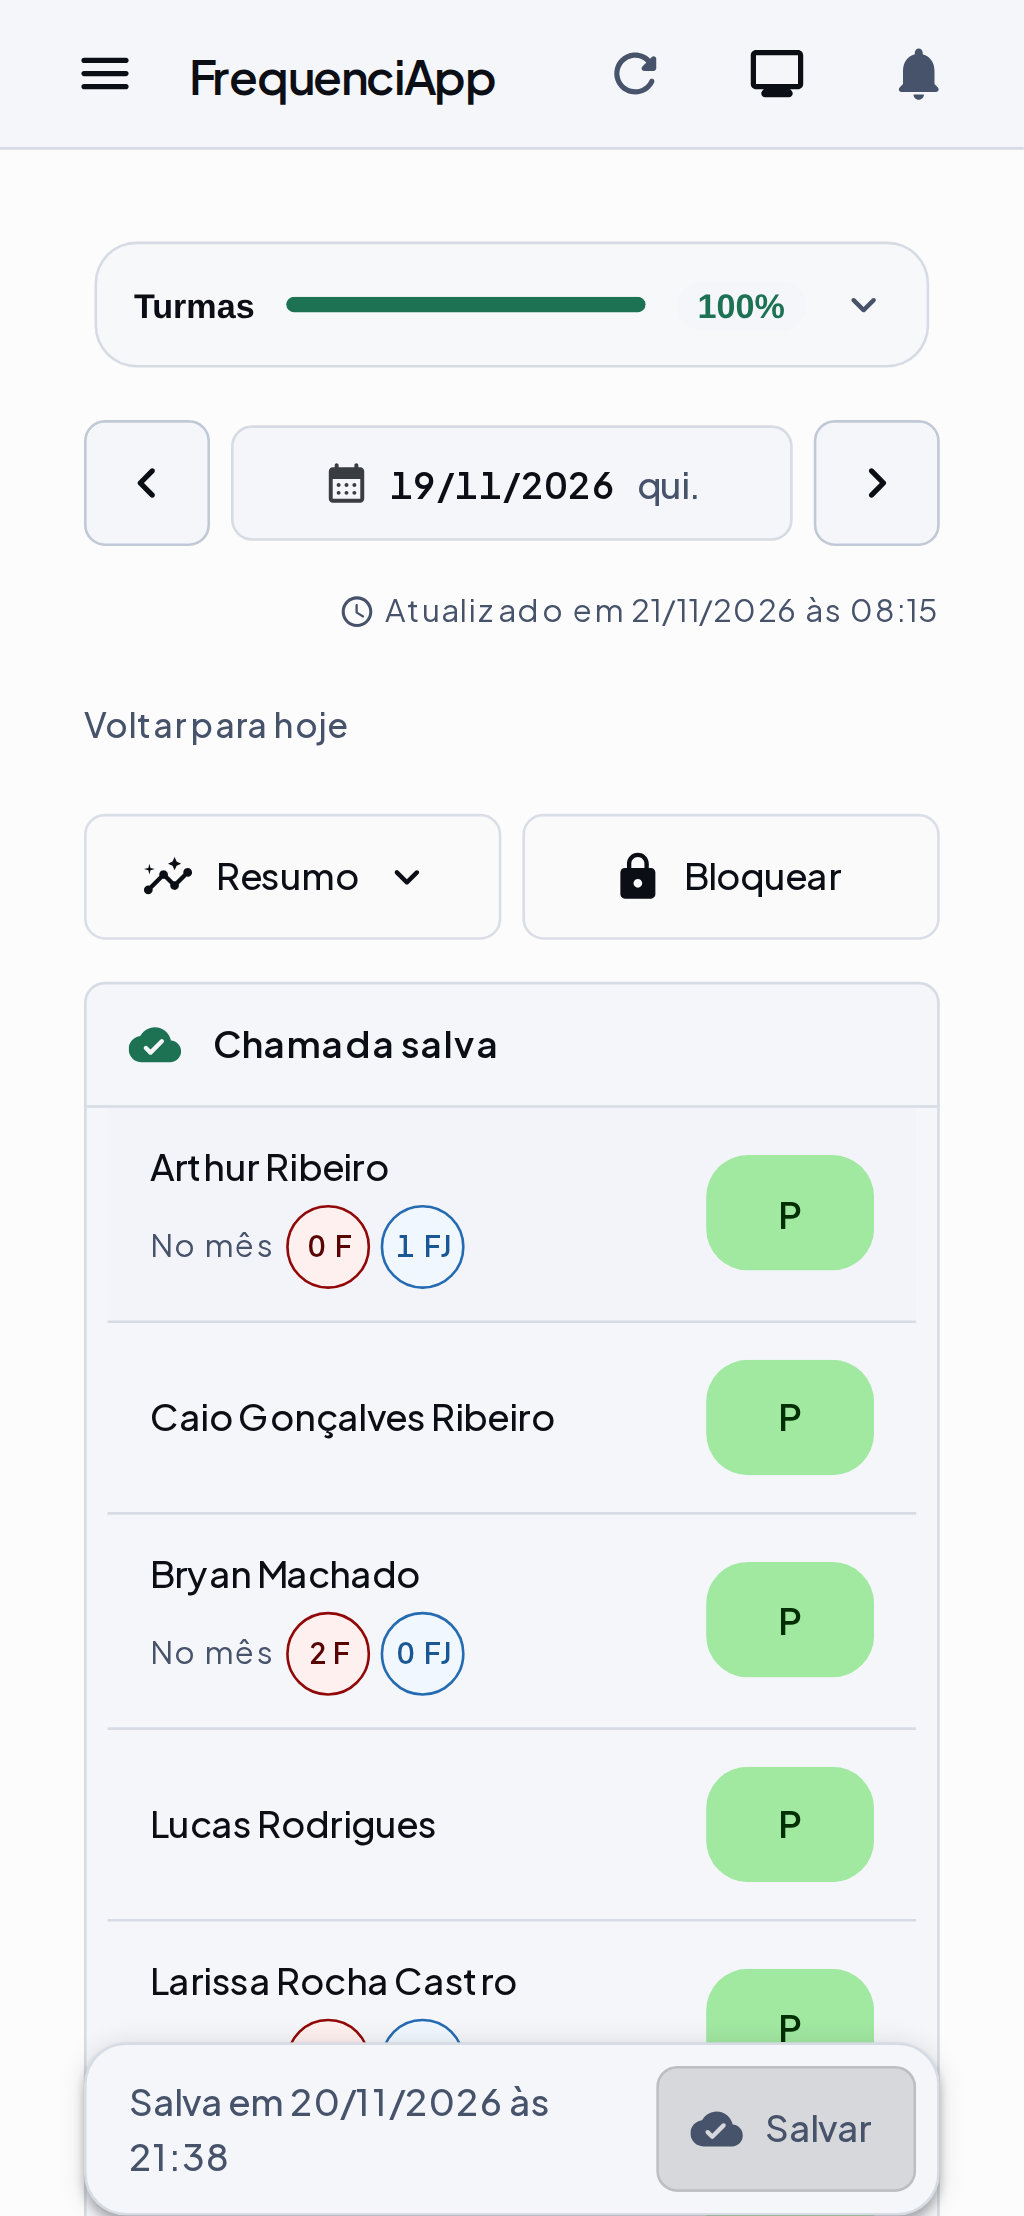 FrequenciApp
Turmas 100%
19/11/2026 qui.
Atualizado em 21/11/2026 às 08:15
Voltar para hoje
Resumo Bloquear
Chamada salva
Arthur Ribeiro
No mês 0 F 1 FJ P
Caio Gonçalves Ribeiro P
Bryan Machado
No mês 2 F 0 FJ P
Lucas Rodrigues P
Larissa Rocha Castro P
Salva em 20/11/2026 às
21:38
Salvar